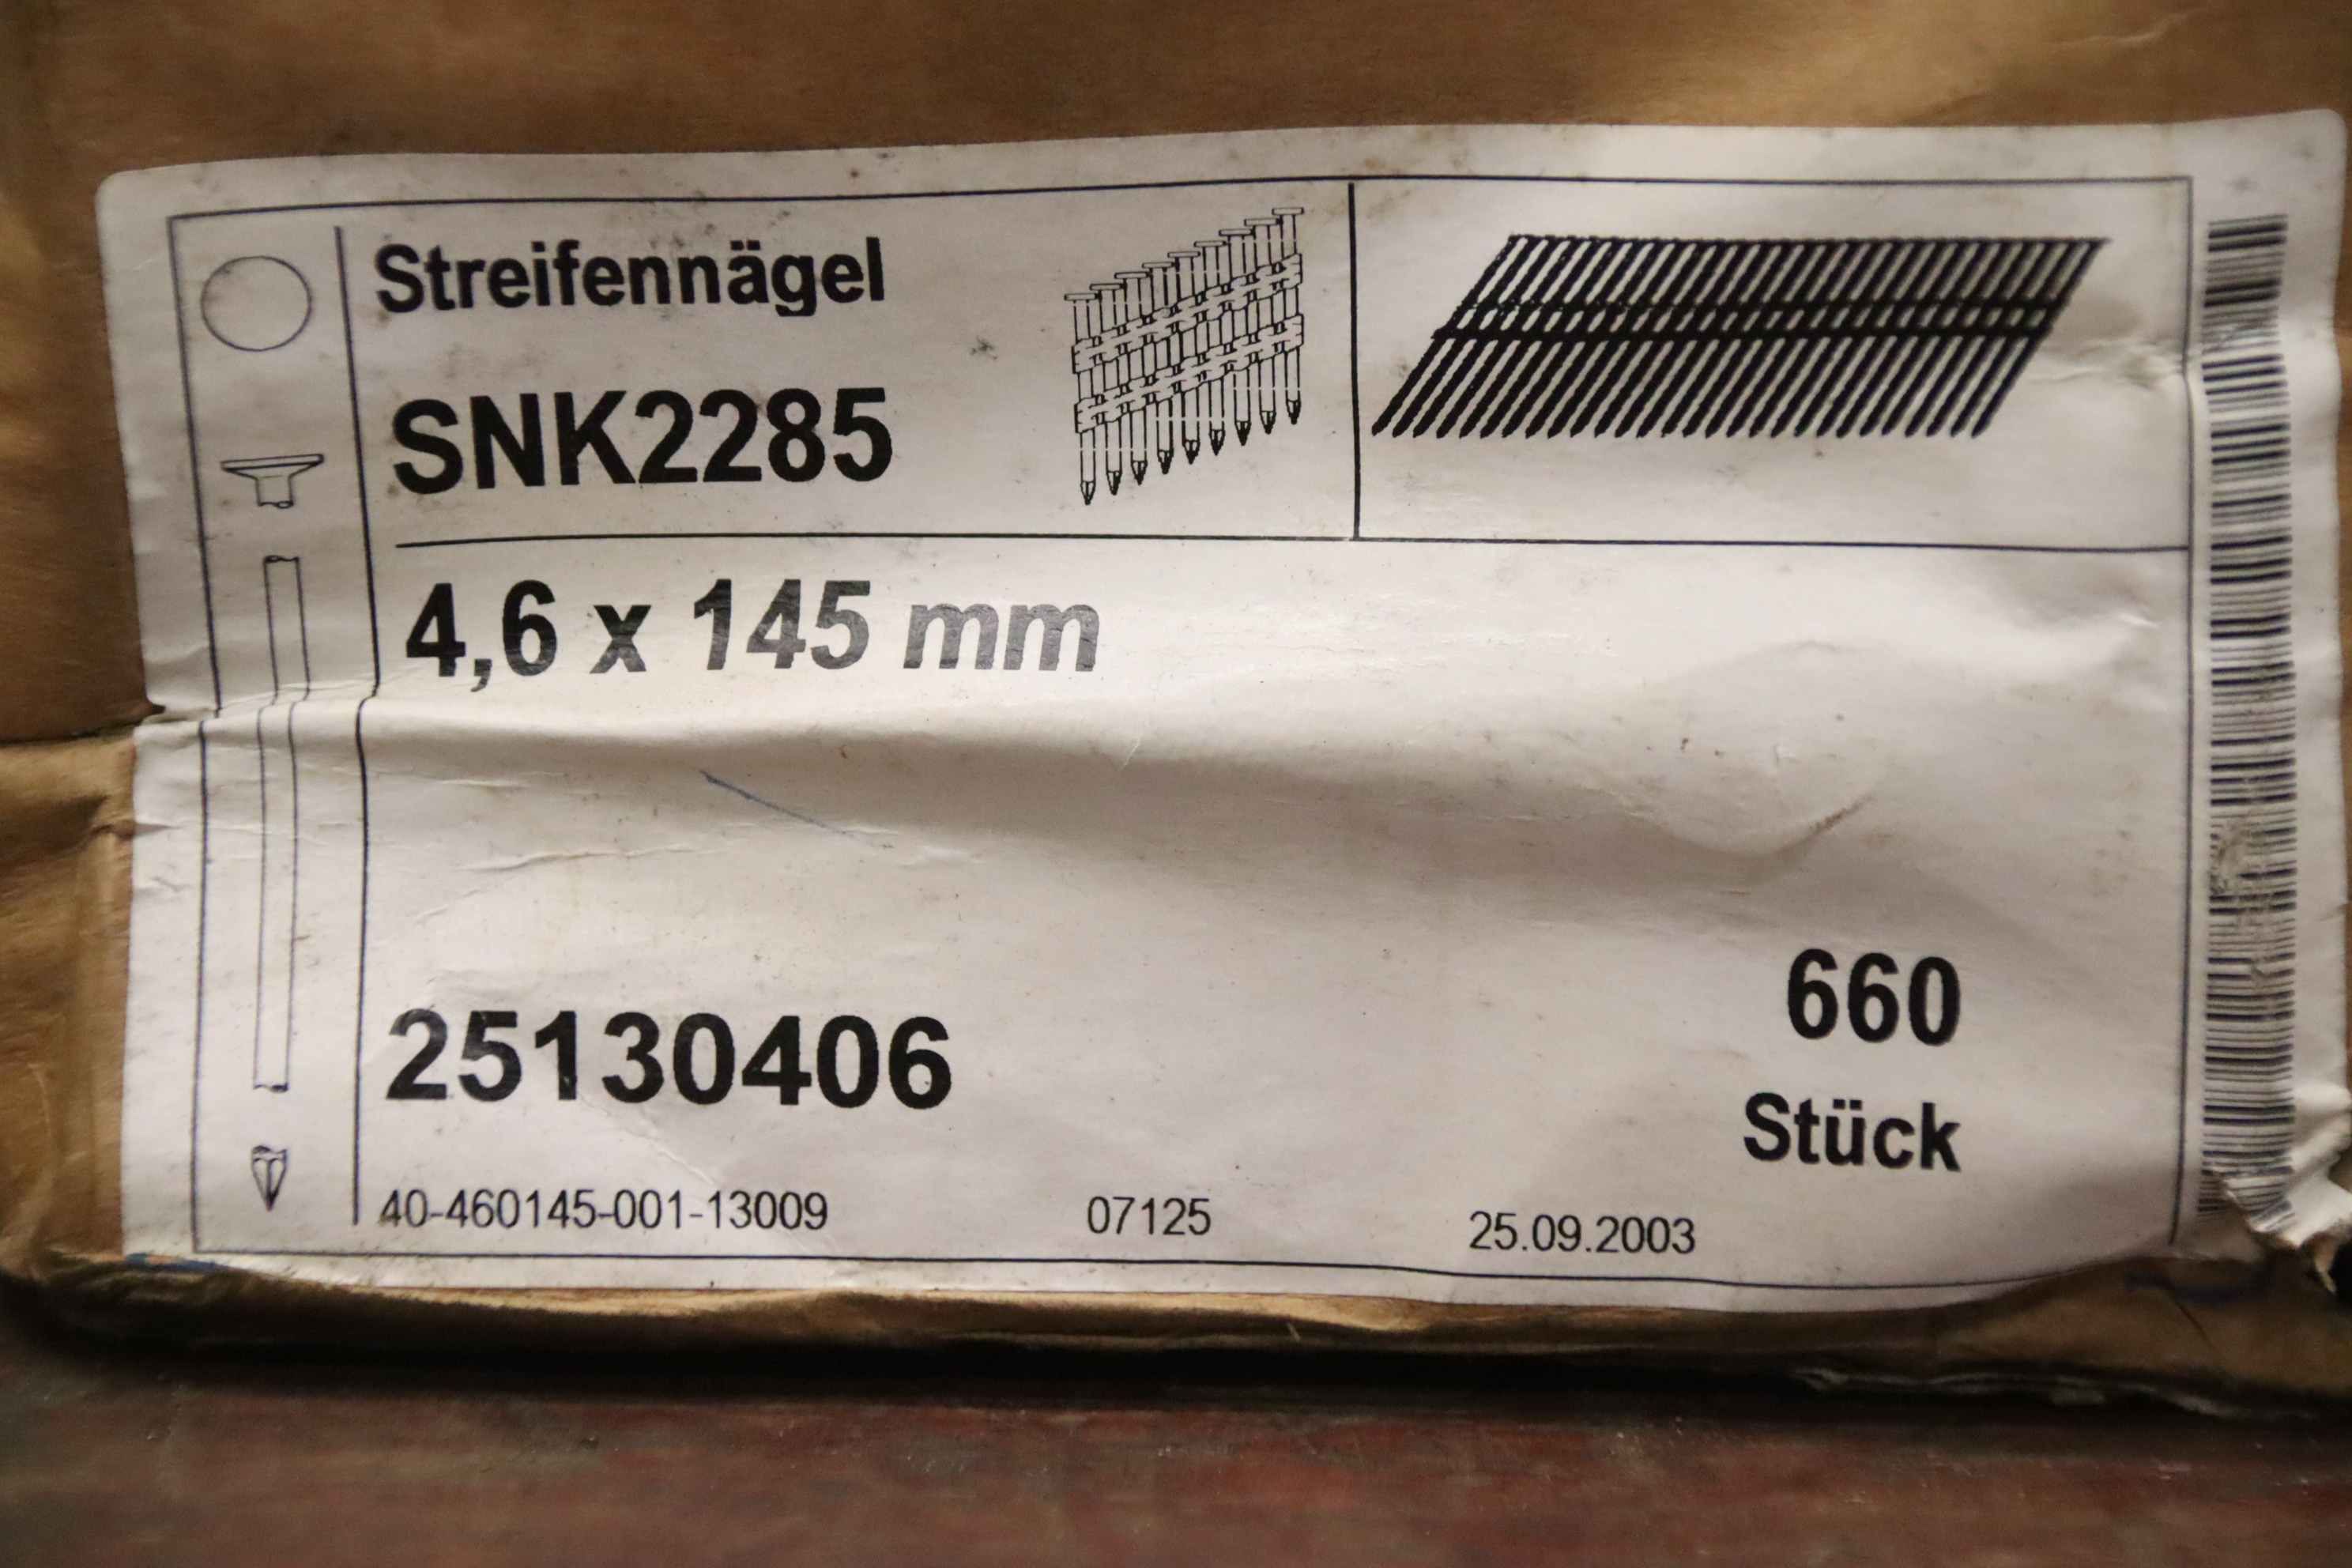 Streifennägel
SNK2285
4,6 x 145 mm
25130406
660
Stück
40-460145-001-13009
07125
25.09.2003